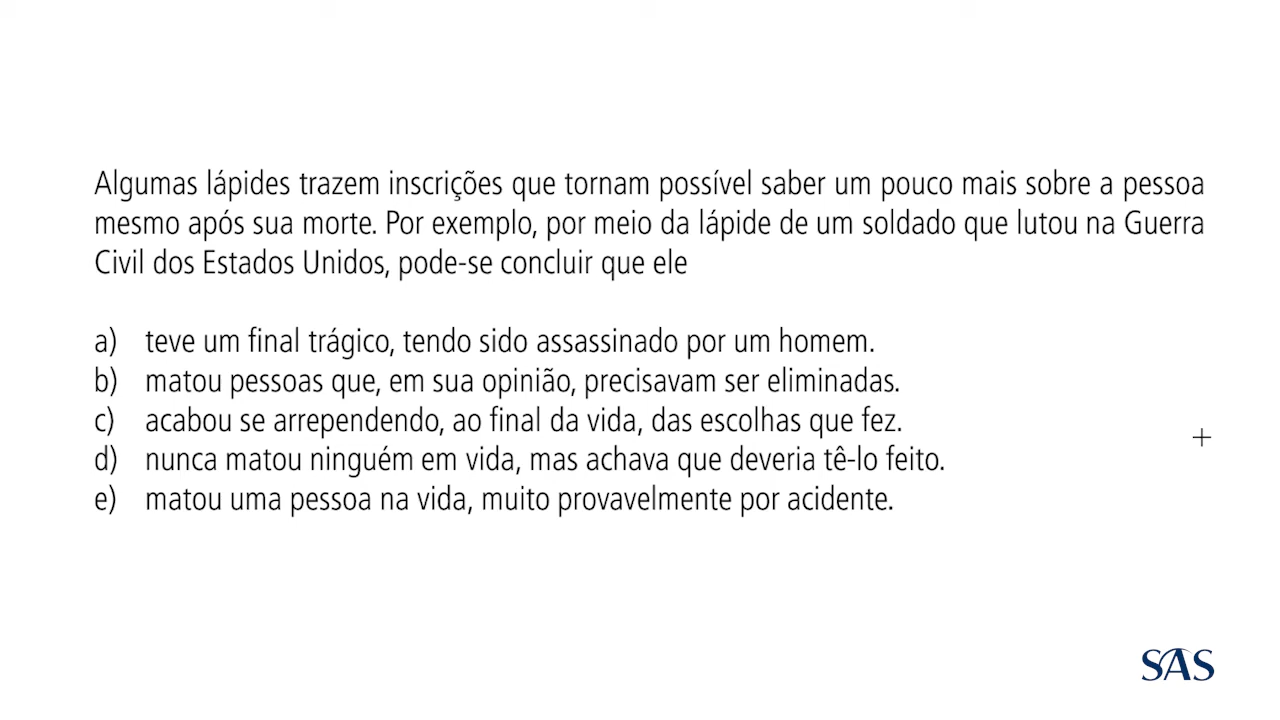 Algumas lápides trazem inscrições que tornam possível saber um pouco mais sobre a pessoa
mesmo após sua morte. Por exemplo, por meio da lápide de um soldado que lutou na Guerra
Civil dos Estados Unidos, pode-se concluir que ele
a) teve um final trágico, tendo sido assassinado por um homem.
b) matou pessoas que, em sua opinião, precisavam ser eliminadas.
c) acabou se arrependendo, ao final da vida, das escolhas que fez.
d) nunca matou ninguém em vida, mas achava que deveria tê-lo feito.
e) matou uma pessoa na vida, muito provavelmente por acidente.
SAS